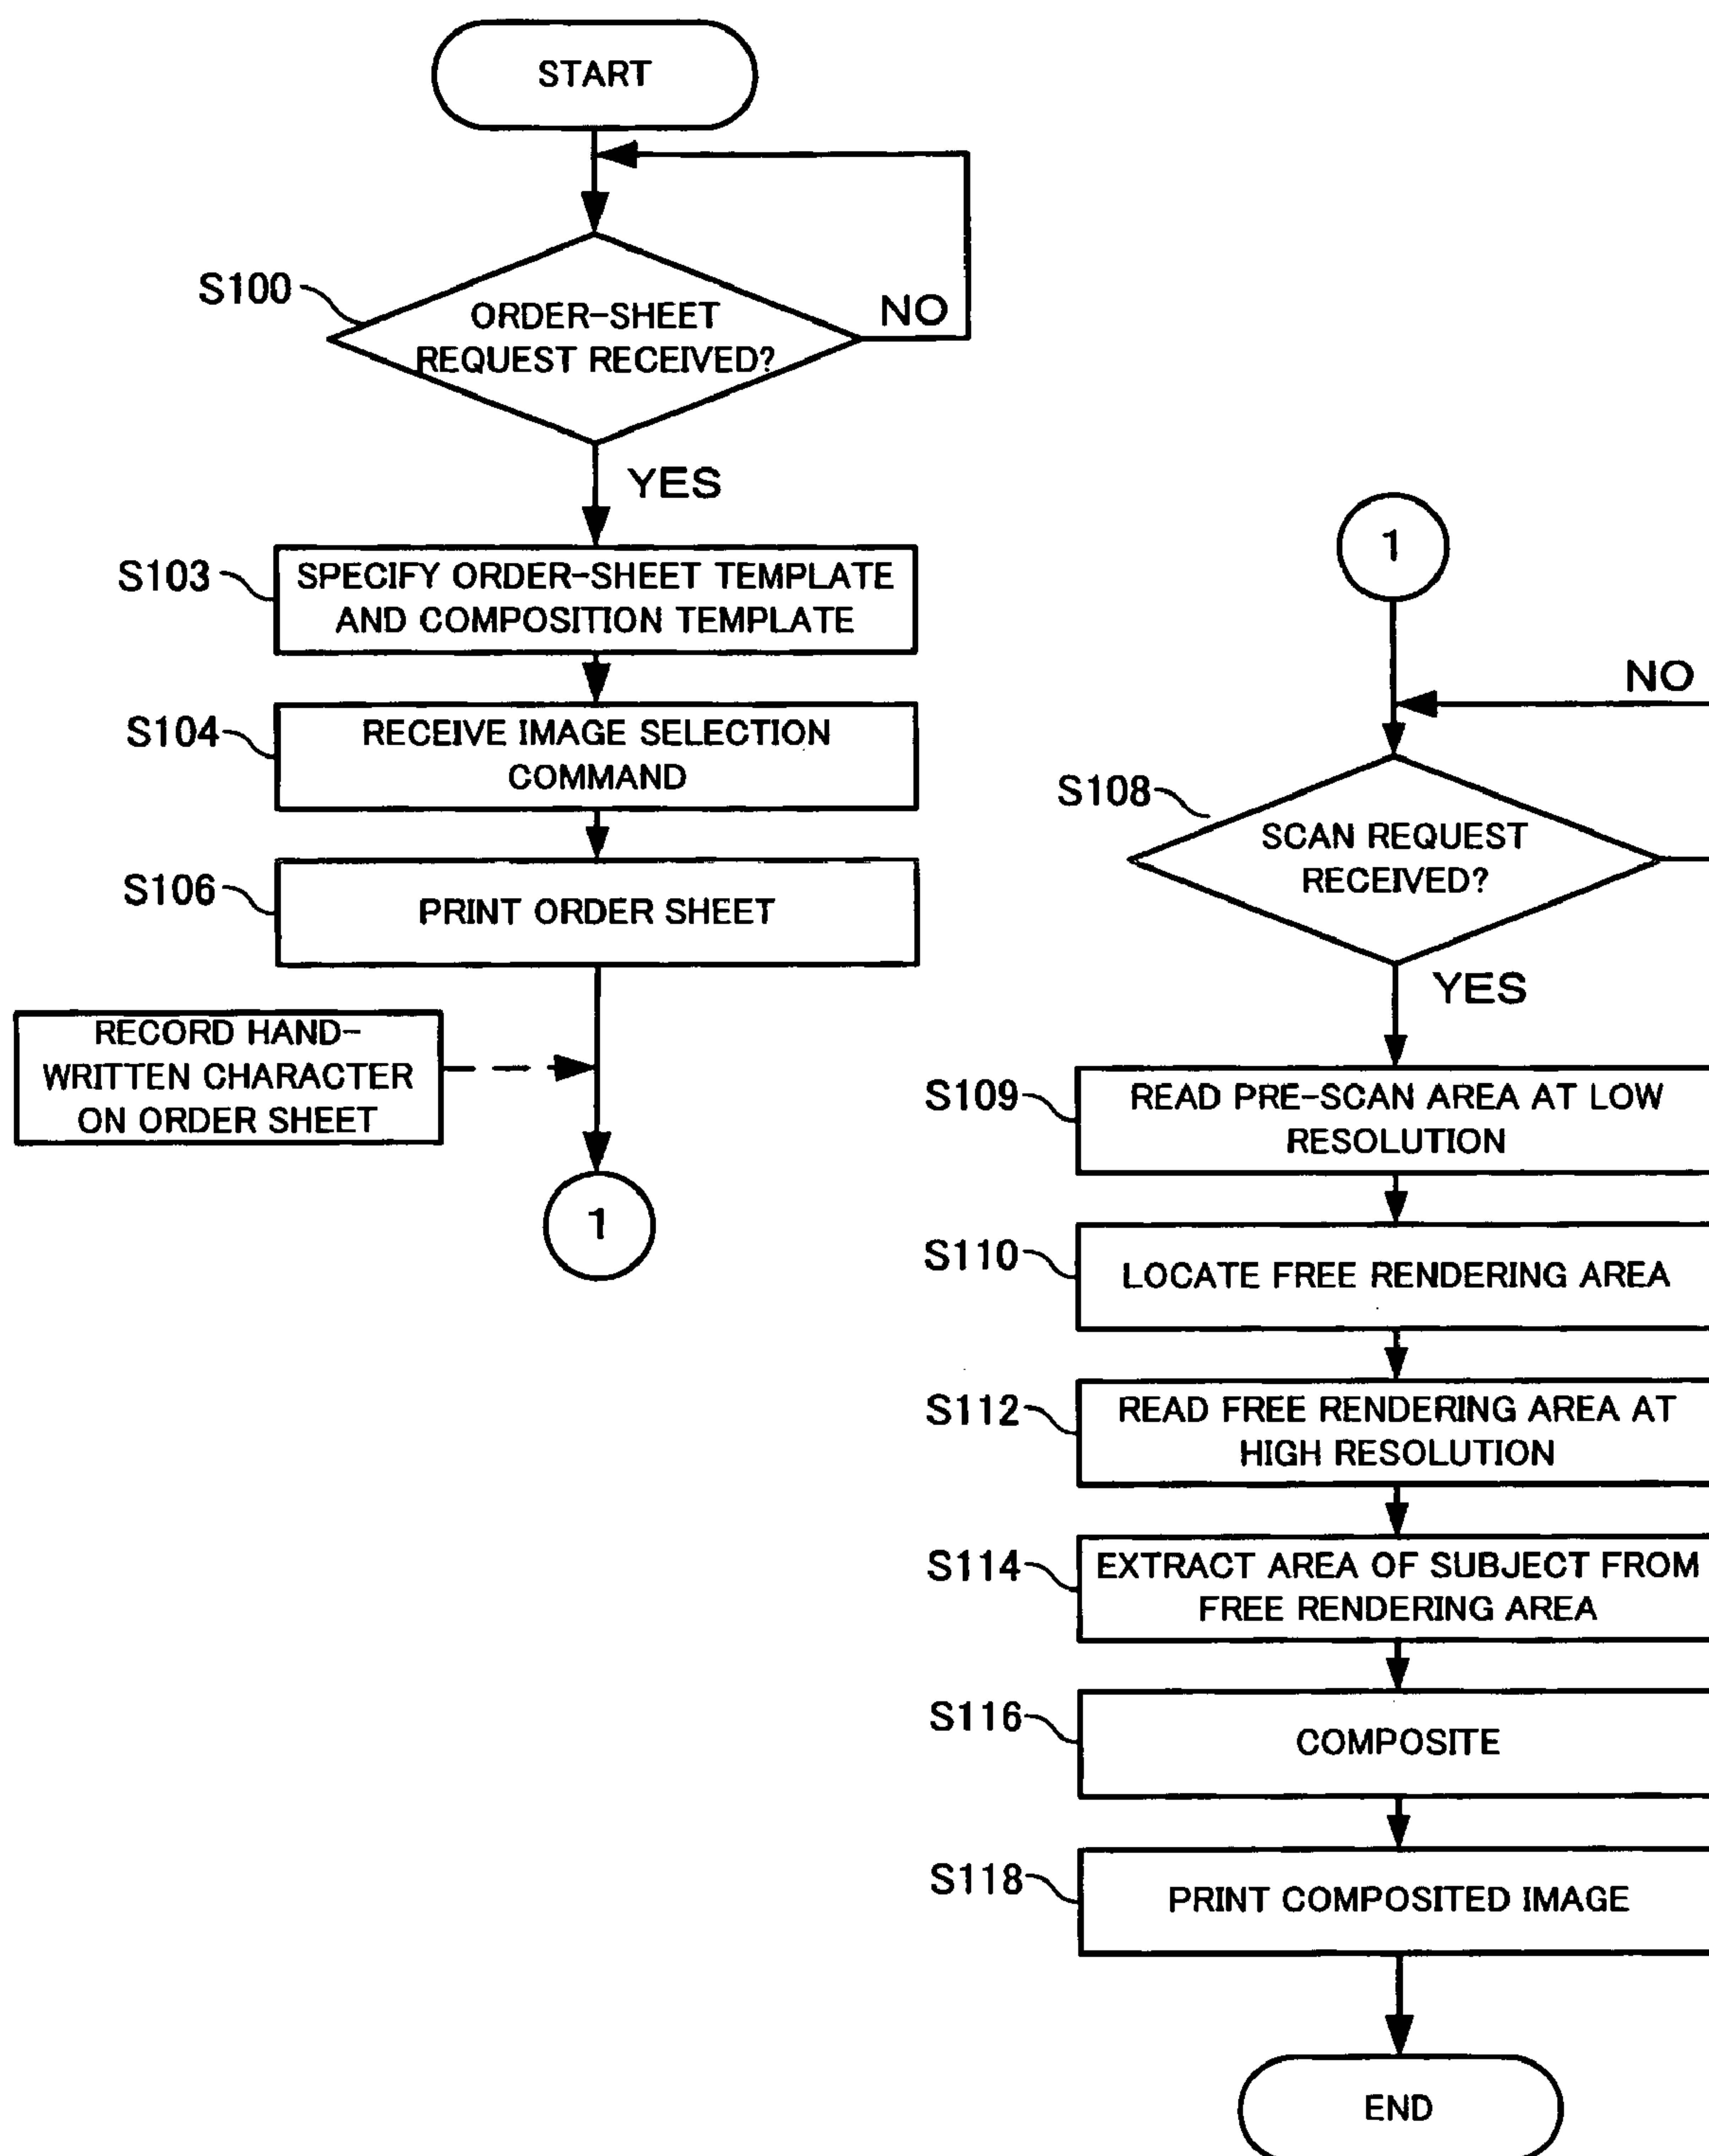 START
S100
ORDER-SHEET
REQUEST RECEIVED?
NO
YES
S103
SPECIFY ORDER-SHEET TEMPLATE
AND COMPOSITION TEMPLATE
S104
RECEIVE IMAGE SELECTION
COMMAND
S106
PRINT ORDER SHEET
RECORD HAND-
WRITTEN CHARACTER
ON ORDER SHEET
1
1
NO
S108
SCAN REQUEST
RECEIVED?
YES
S109
READ PRE-SCAN AREA AT LOW
RESOLUTION
S110
LOCATE FREE RENDERING AREA
S112
READ FREE RENDERING AREA AT
HIGH RESOLUTION
S114
EXTRACT AREA OF SUBJECT FROM
FREE RENDERING AREA
S116
COMPOSITE
S118
PRINT COMPOSITED IMAGE
END